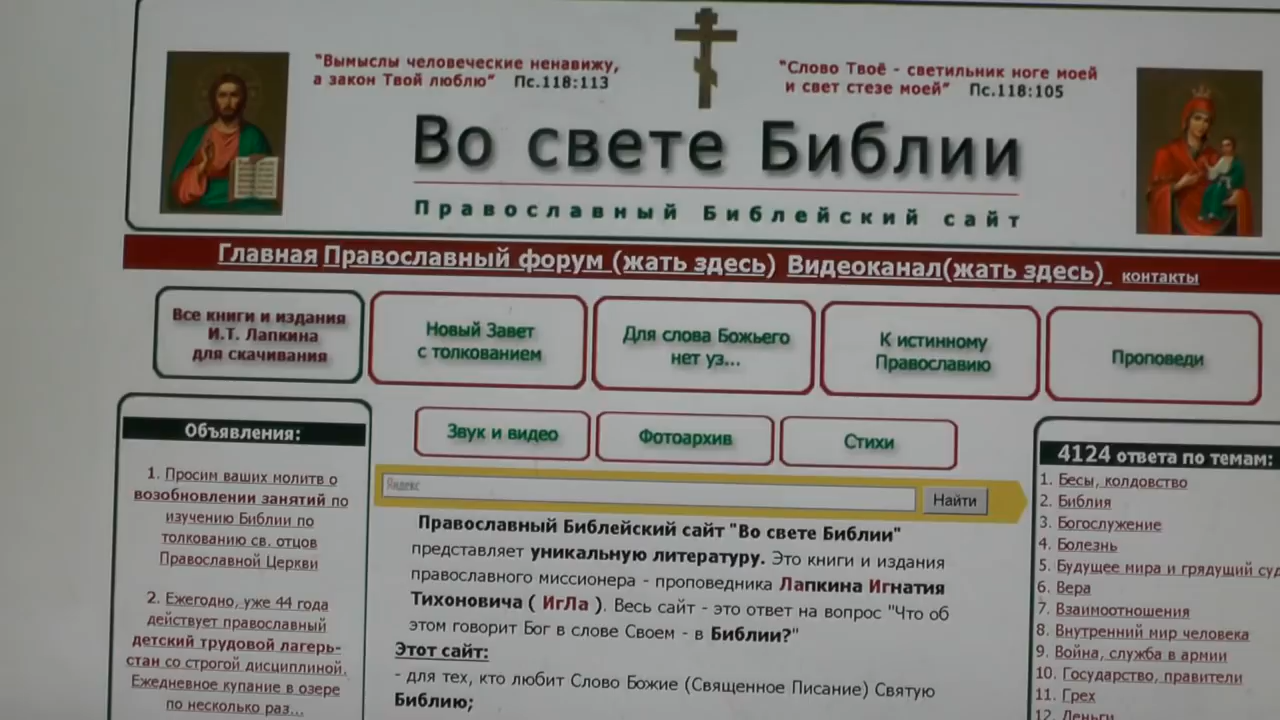 "Вымыслы человеческие ненавижу,
а закон Твой люблю" Пс.118:113
"Слово Твоё - светильник ноге моей
и свет стезе моей" Пс.118:105
Во свете Библии
Православный Библейский сайт
Главная Православный форум (жать здесь) Видеоканал(жать здесь) контакты
Все книги и издания
И.Т. Лапкина
для скачивания
Новый Завет
с толкованием
Для слова Божьего
нет уз...
К истинному
Православию
Проповеди
Звук и видео
Фотоархив
Стихи
Объявления:
1. Просим ваших молитв о
возобновлении занятий по
изучению Библии по
толкованию св. отцов
Православной Церкви
2. Ежегодно, уже 44 года
действует православный
детский трудовой лагерь-
стан со строгой дисциплиной.
Ежедневное купание в озере
по несколько раз...
Яндекс
Найти
Православный Библейский сайт "Во свете Библии"
представляет уникальную литературу. Это книги и издания
православного миссионера - проповедника Лапкина Игнатия
Тихоновича ( ИгЛа ). Весь сайт - это ответ на вопрос "Что об
этом говорит Бог в слове Своем - в Библии?"
Этот сайт:
- для тех, кто любит Слово Божие (Священное Писание) Святую
Библию;
4124 ответа по темам:
1. Бесы, колдовство
2. Библия
3. Богослужение
4. Болезнь
5. Будущее мира и грядущий суд
6. Вера
7. Взаимоотношения
8. Внутренний мир человека
9. Война, служба в армии
10. Государство, правители
11. Грех
12. Деньги